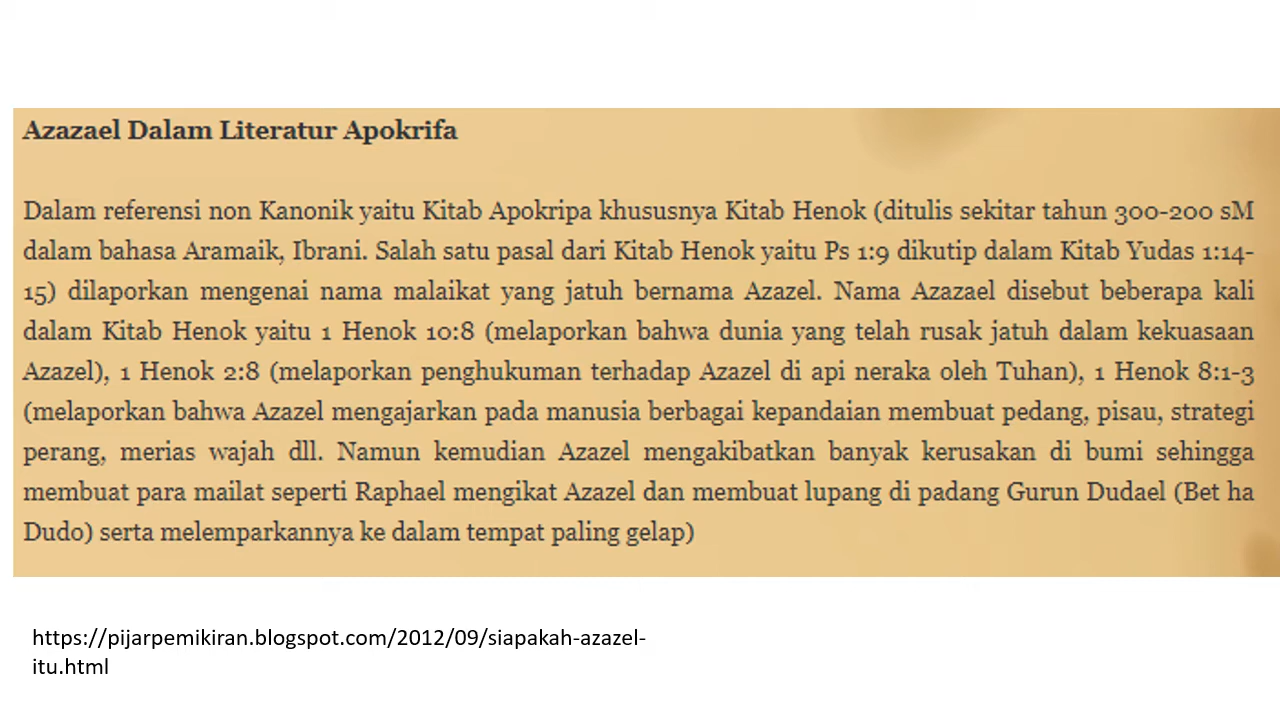 Azazael Dalam Literatur Apokrifa
Dalam referensi non Kanonik yaitu Kitab Apokripa khususnya Kitab Henok (ditulis sekitar tahun 300-200 sM
dalam bahasa Aramaik, Ibrani. Salah satu pasal dari Kitab Henok yaitu Ps 1:9 dikutip dalam Kitab Yudas 1:14-
15) dilaporkan mengenai nama malaikat yang jatuh bernama Azazel. Nama Azazael disebut beberapa kali
dalam Kitab Henok yaitu 1 Henok 10:8 (melaporkan bahwa dunia yang telah rusak jatuh dalam kekuasaan
Azazel), 1 Henok 2:8 (melaporkan penghukuman terhadap Azazel di api neraka oleh Tuhan), 1 Henok 8:1-3
(melaporkan bahwa Azazel mengajarkan pada manusia berbagai kepandaian membuat pedang, pisau, strategi
perang, merias wajah dll. Namun kemudian Azazel mengakibatkan banyak kerusakan di bumi sehingga
membuat para mailat seperti Raphael mengikat Azazel dan membuat lupang di padang Gurun Dudael (Bet ha
Dudo) serta melemparkannya ke dalam tempat paling gelap)
https://pijarpemikiran.blogspot.com/2012/09/siapakah-azazel-
itu.html